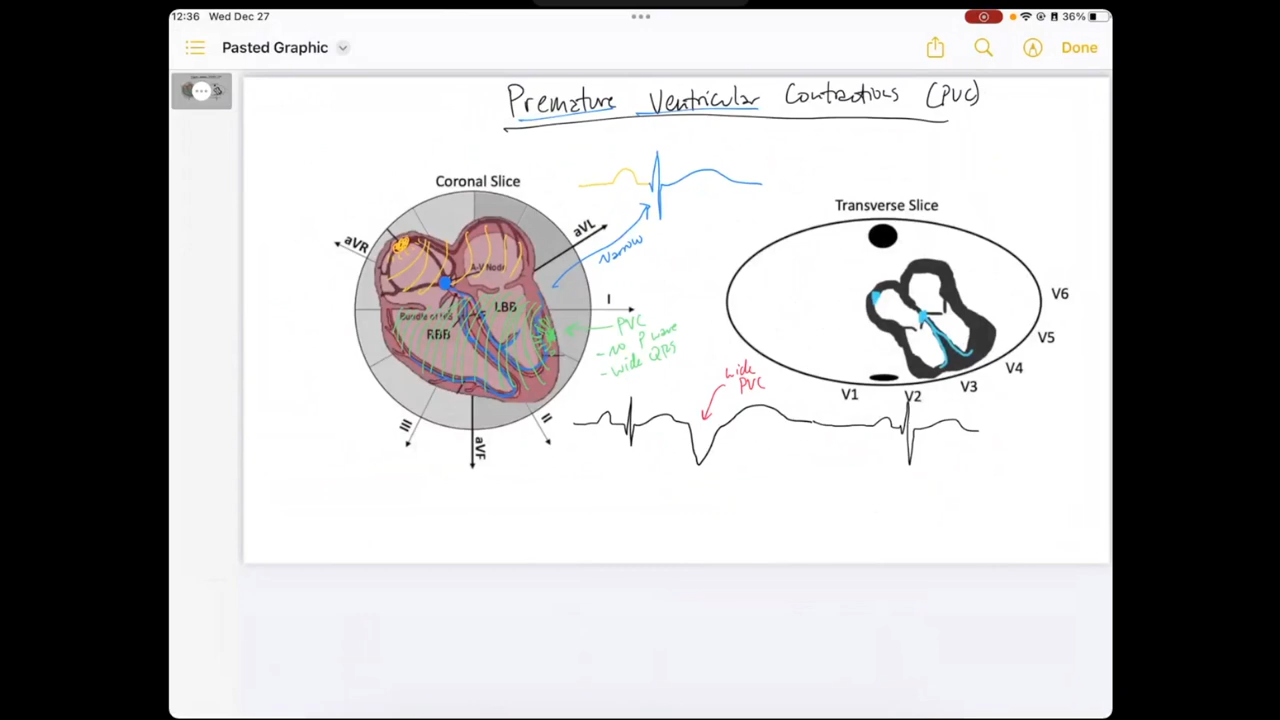 12:36 Wed Dec 27
36%
Pasted Graphic
Done
Premature Ventricular Contractions (PVC)
Coronal Slice
Transverse Slice
aVR
aVL
A-V Node
Narrow
I
LBB
RBB
PVC
- no P wave
- wide QRS
V6
V5
V4
V3
V2
V1
wide
PVC
III
aVF
II